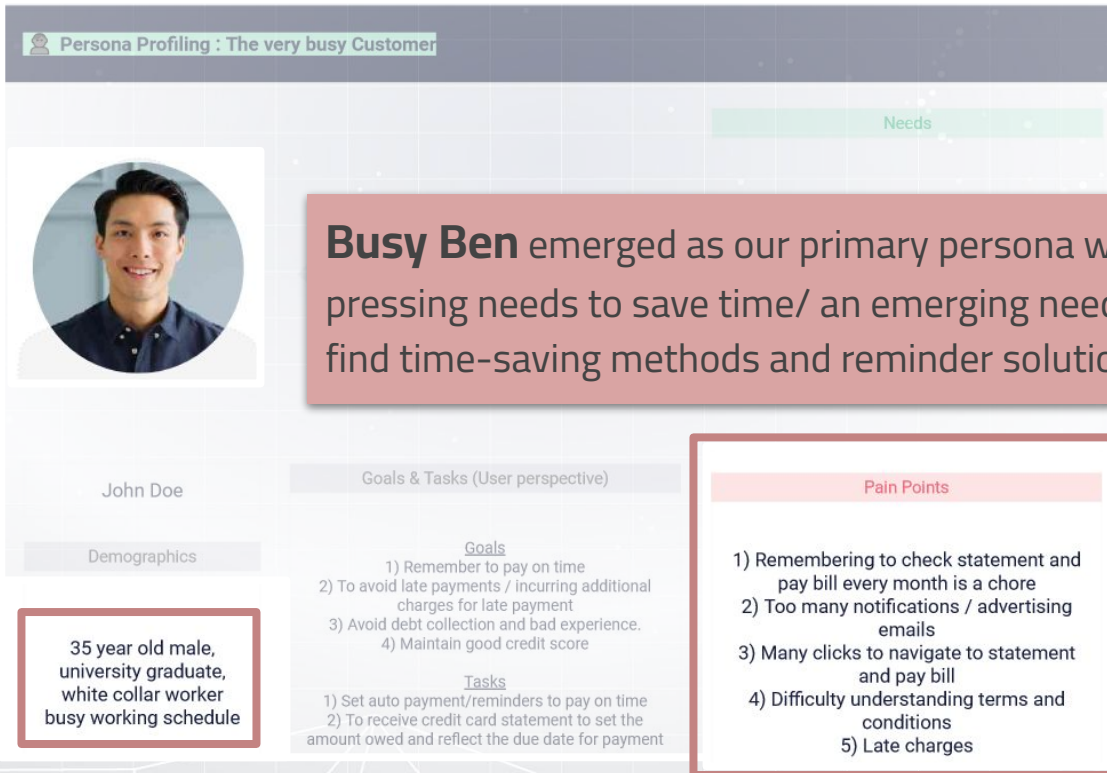 Persona Profiling : The very busy Customer
Needs
Busy Ben emerged as our primary persona w
pressing needs to save time/ an emerging need
find time-saving methods and reminder solutio
John Doe
Demographics
35 year old male,
university graduate,
white collar worker
busy working schedule
Goals & Tasks (User perspective)
Goals
1) Remember to pay on time
2) To avoid late payments / incurring additional
charges for late payment
3) Avoid debt collection and bad experience.
4) Maintain good credit score
Tasks
1) Set auto payment/reminders to pay on time
2) To receive credit card statement to set the
amount owed and reflect the due date for payment
Pain Points
1) Remembering to check statement and
pay bill every month is a chore
2) Too many notifications / advertising
emails
3) Many clicks to navigate to statement
and pay bill
4) Difficulty understanding terms and
conditions
5) Late charges